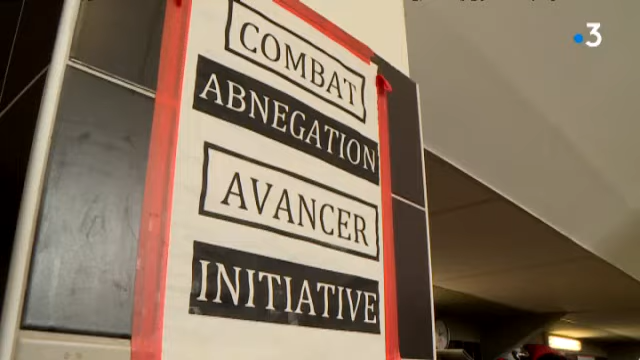 COMBAT
ABNEGATION
AVANCER
INITIATIVE
3